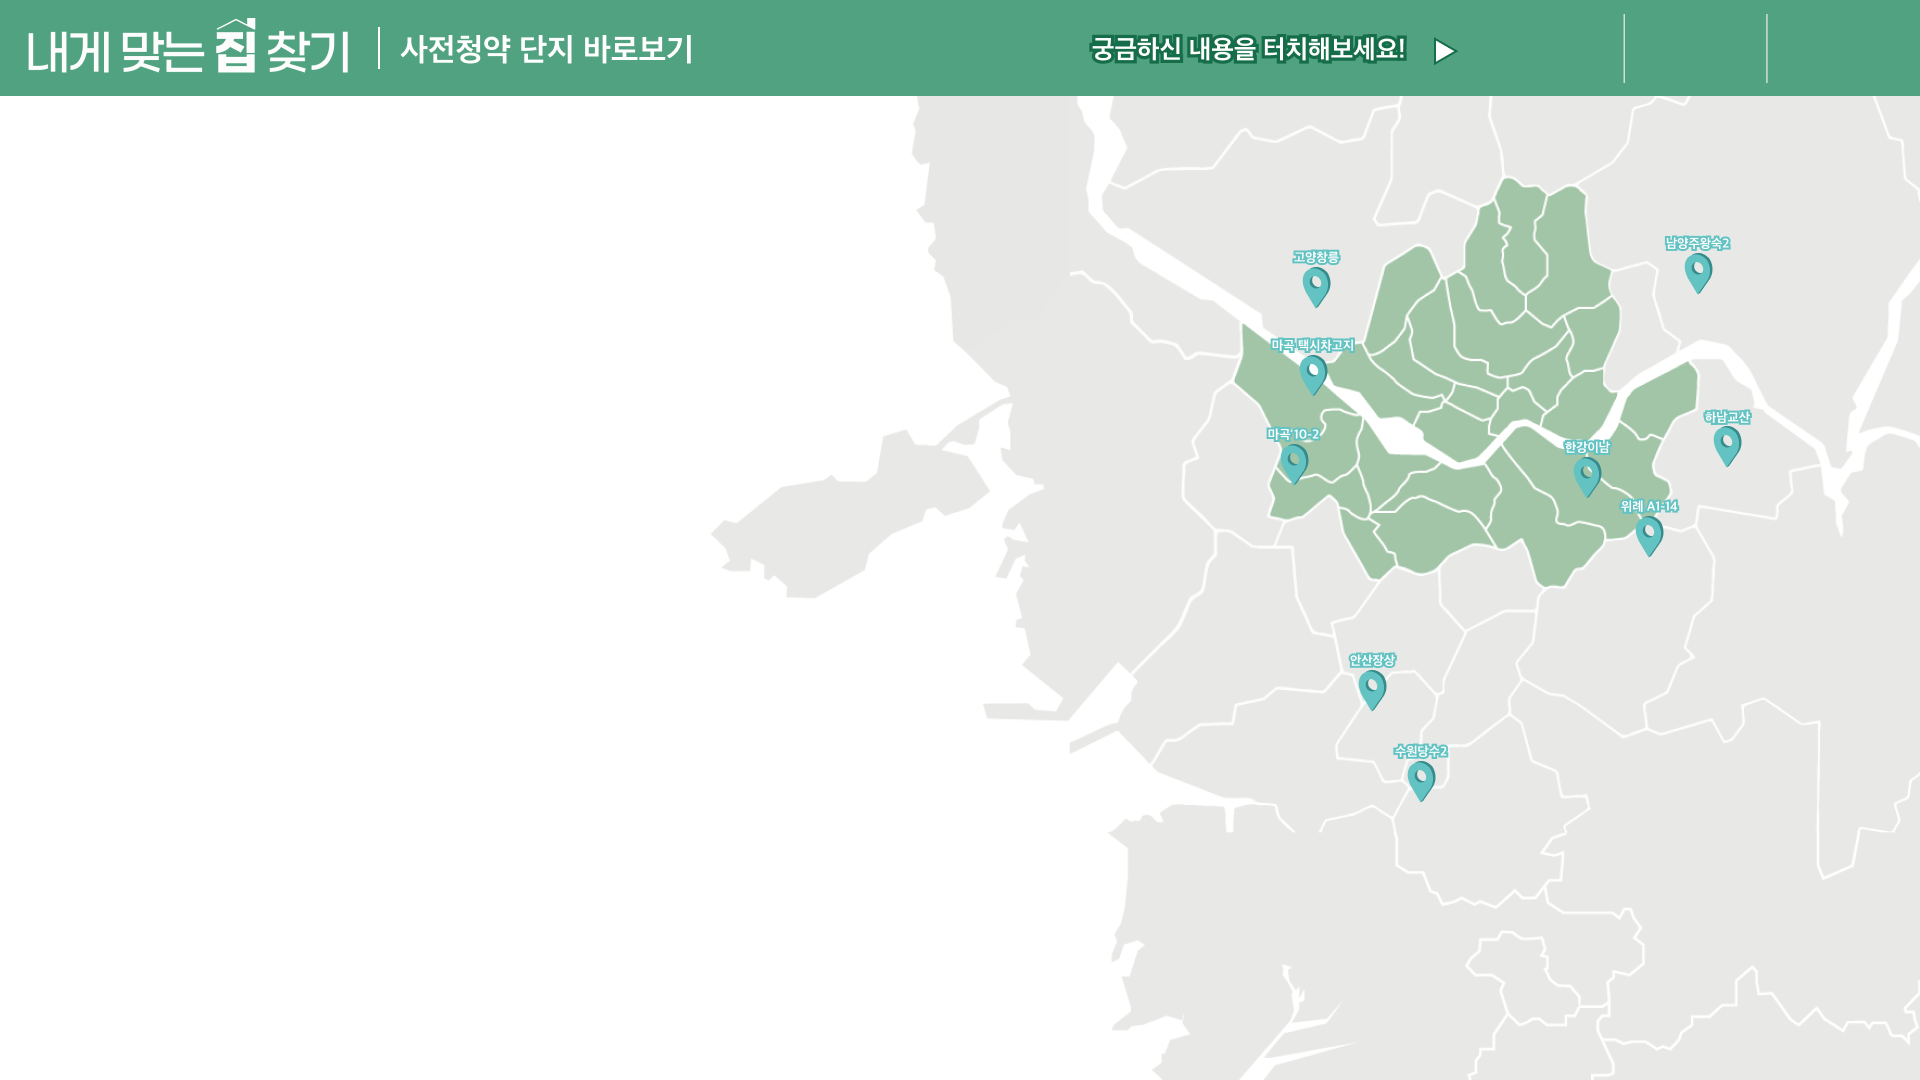 내게 맞는 집 찾기
사전청약 단지 바로보기
궁금하신 내용을 터치해보세요!
남양주왕숙2
고양창릉
마곡 택시차고지
하남교산
마곡 10-2
한강이남
위례 A1-14
안산장상
수원당수2